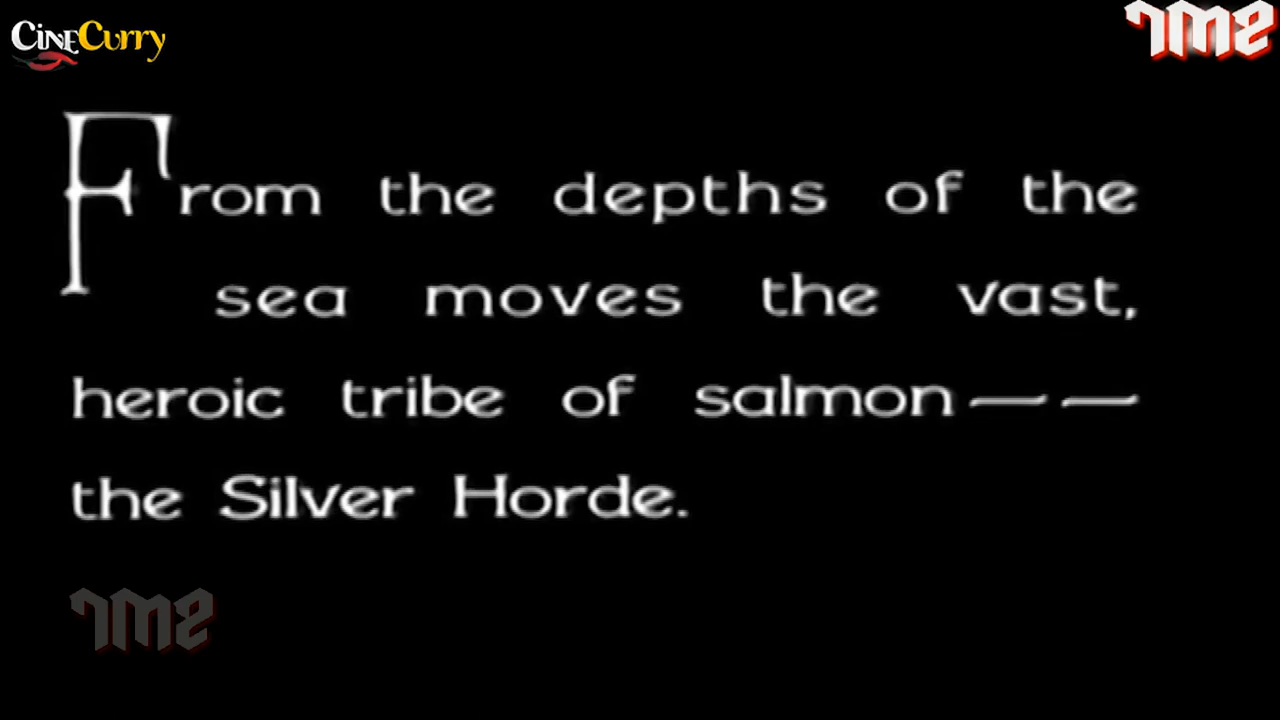 CineCurry
From the depths of the
sea moves the vast,
heroic tribe of salmon——
the Silver Horde.